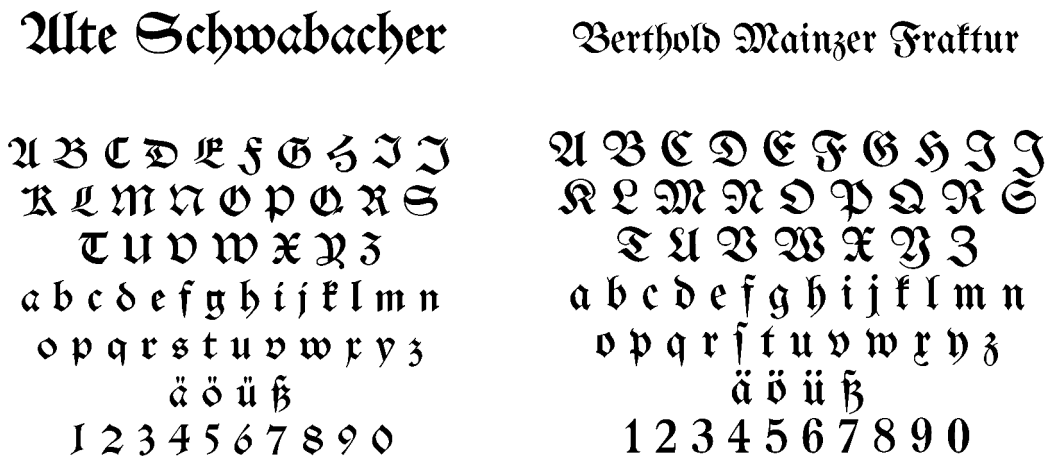 Alte Schwabacher
A B C D E F G H I J
K L M N O P Q R S
T U V W X Y Z
a b c d e f g h i j k l m n
o p q r s t u v w x y z
ä ö ü ß
1 2 3 4 5 6 7 8 9 0
Berthold Mainzer Fraktur
A B C D E F G H I J
K L M N O P Q R S
T U V W X Y Z
a b c d e f g h i j k l m n
o p q r ſ t u v w x y z
ä ö ü ß
1 2 3 4 5 6 7 8 9 0